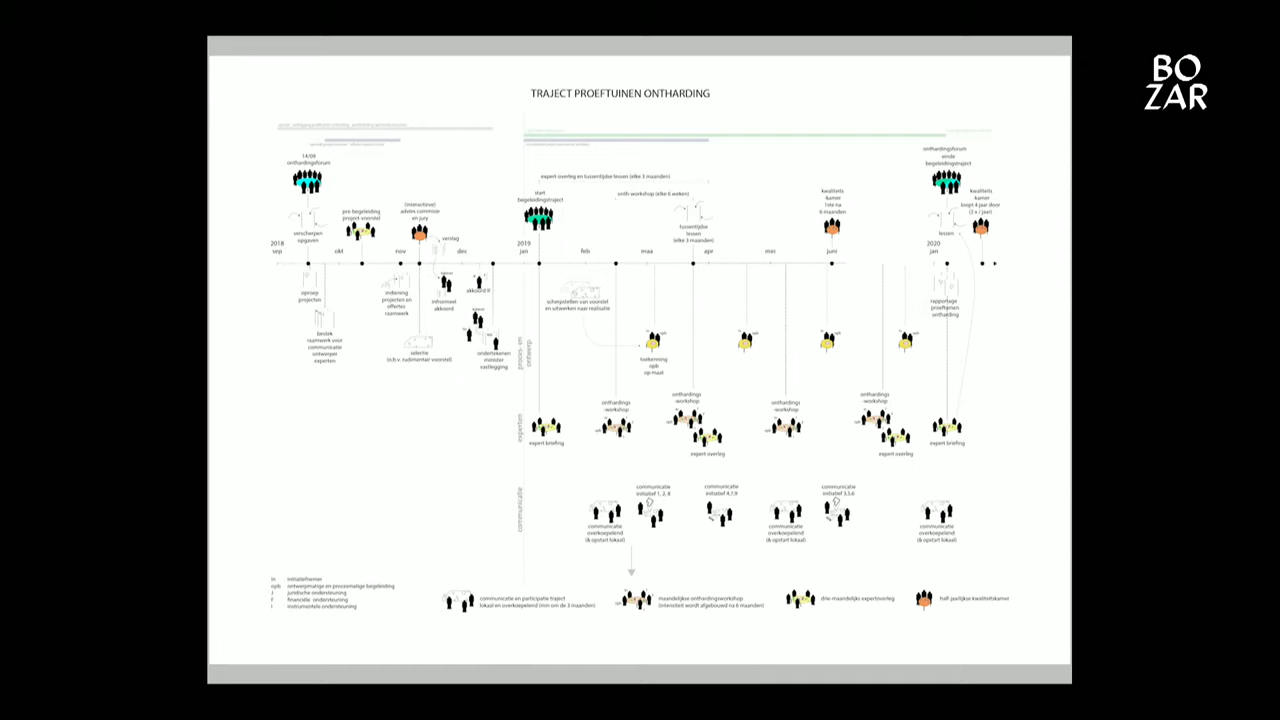 BO
ZAR
TRAJECT PROEFTUINEN ONTHARDING
14/09
onthardingsforum
verscherpen
opgaven
pre-begeleiding
project-voorstel
(interactieve)
advies commissie
en jury
verslag
start
begeleidingstraject
expert overleg en tussentijdse lessen (elke 3 maanden)
onth-workshop (elke 6 weken)
tussentijdse
lessen
(elke 3 maanden)
kwaliteits
-kamer
1ste na
6 maanden
onthardingsforum
einde
begeleidingstraject
kwaliteits
-kamer
loopt 4 jaar door
(2 x / jaar)
lessen
2018
sep
okt
nov
dec
2019
jan
feb
maa
apr
mei
juni
2020
jan
oproep
projecten
bestek
raamwerk voor
communicatie
ontwerper
experten
indiening
projecten en
offertes
raamwerk
selectie
(o.b.v. rudimentair voorstel)
informeel
akkoord
akkoord IF
ondertekenen
minister
vastlegging
proces- en
ontwerp
scherpstellen van voorstel
en uitwerken naar realisatie
toekenning
opb
op maat
rapportage
proeftuinen
ontharding
experten
expert briefing
onthardings
-workshop
onthardings
-workshop
expert overleg
onthardings
-workshop
onthardings
-workshop
expert overleg
expert briefing
communicatie
communicatie
overkoepelend
(& opstart lokaal)
communicatie
initiatief 1, 2, 8
communicatie
initiatief 4,7,9
communicatie
overkoepelend
(& opstart lokaal)
communicatie
initiatief 3,5,6
communicatie
overkoepelend
(& opstart lokaal)
in initiatiefnemer
opb ontwerpmatige en procesmatige begeleiding
J juridische ondersteuning
F financiële ondersteuning
I instrumentele ondersteuning
communicatie en participatie traject
lokaal en overkoepelend (min om de 3 maanden)
maandelijkse onthardingsworkshop
(intensiteit wordt afgebouwd na 6 maanden)
drie-maandelijks expertoverleg
half-jaarlijkse kwaliteitskamer